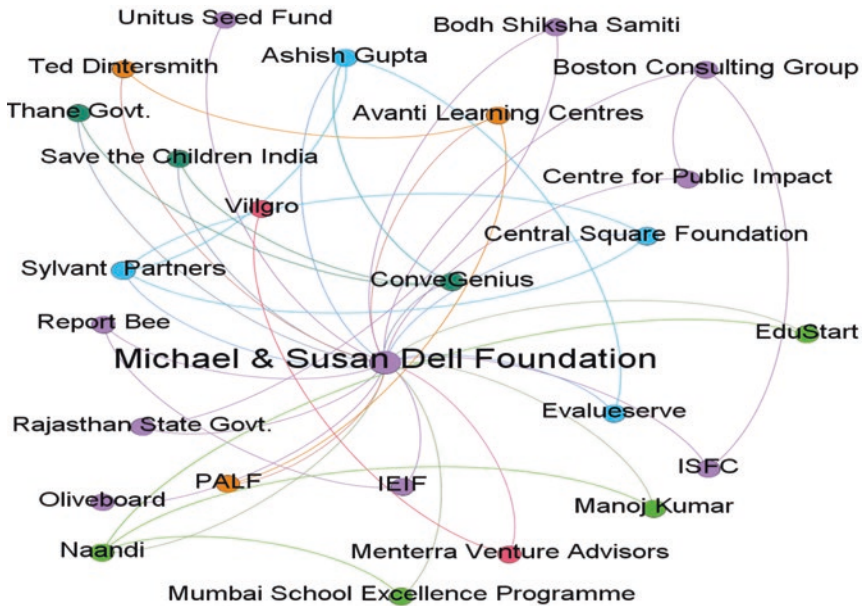 Unitus Seed Fund
Bodh Shiksha Samiti
Ted Dintersmith
Ashish Gupta
Boston Consulting Group
Thane Govt.
Avanti Learning Centres
Save the Children India
Centre for Public Impact
Villgro
Central Square Foundation
Sylvant Partners
ConveGenius
Report Bee
EduStart
Michael & Susan Dell Foundation
Evalueserve
Rajasthan State Govt.
ISFC
PALF
IEIF
Oliveboard
Manoj Kumar
Naandi
Menterra Venture Advisors
Mumbai School Excellence Programme